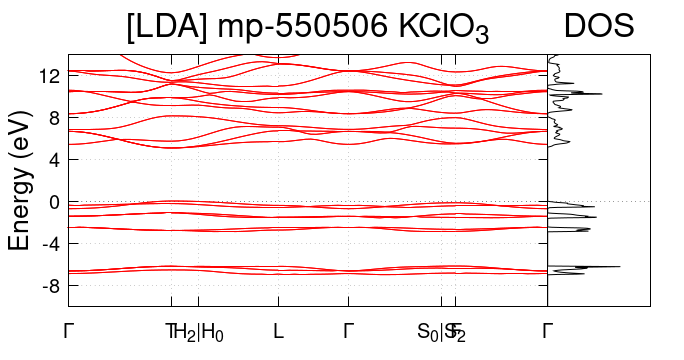 [LDA] mp-550506 KClO₃ DOS
Energy (eV)
12
8
4
0
-4
-8
Γ T H₂|H₀ L Γ S₀|S₂ F Γ